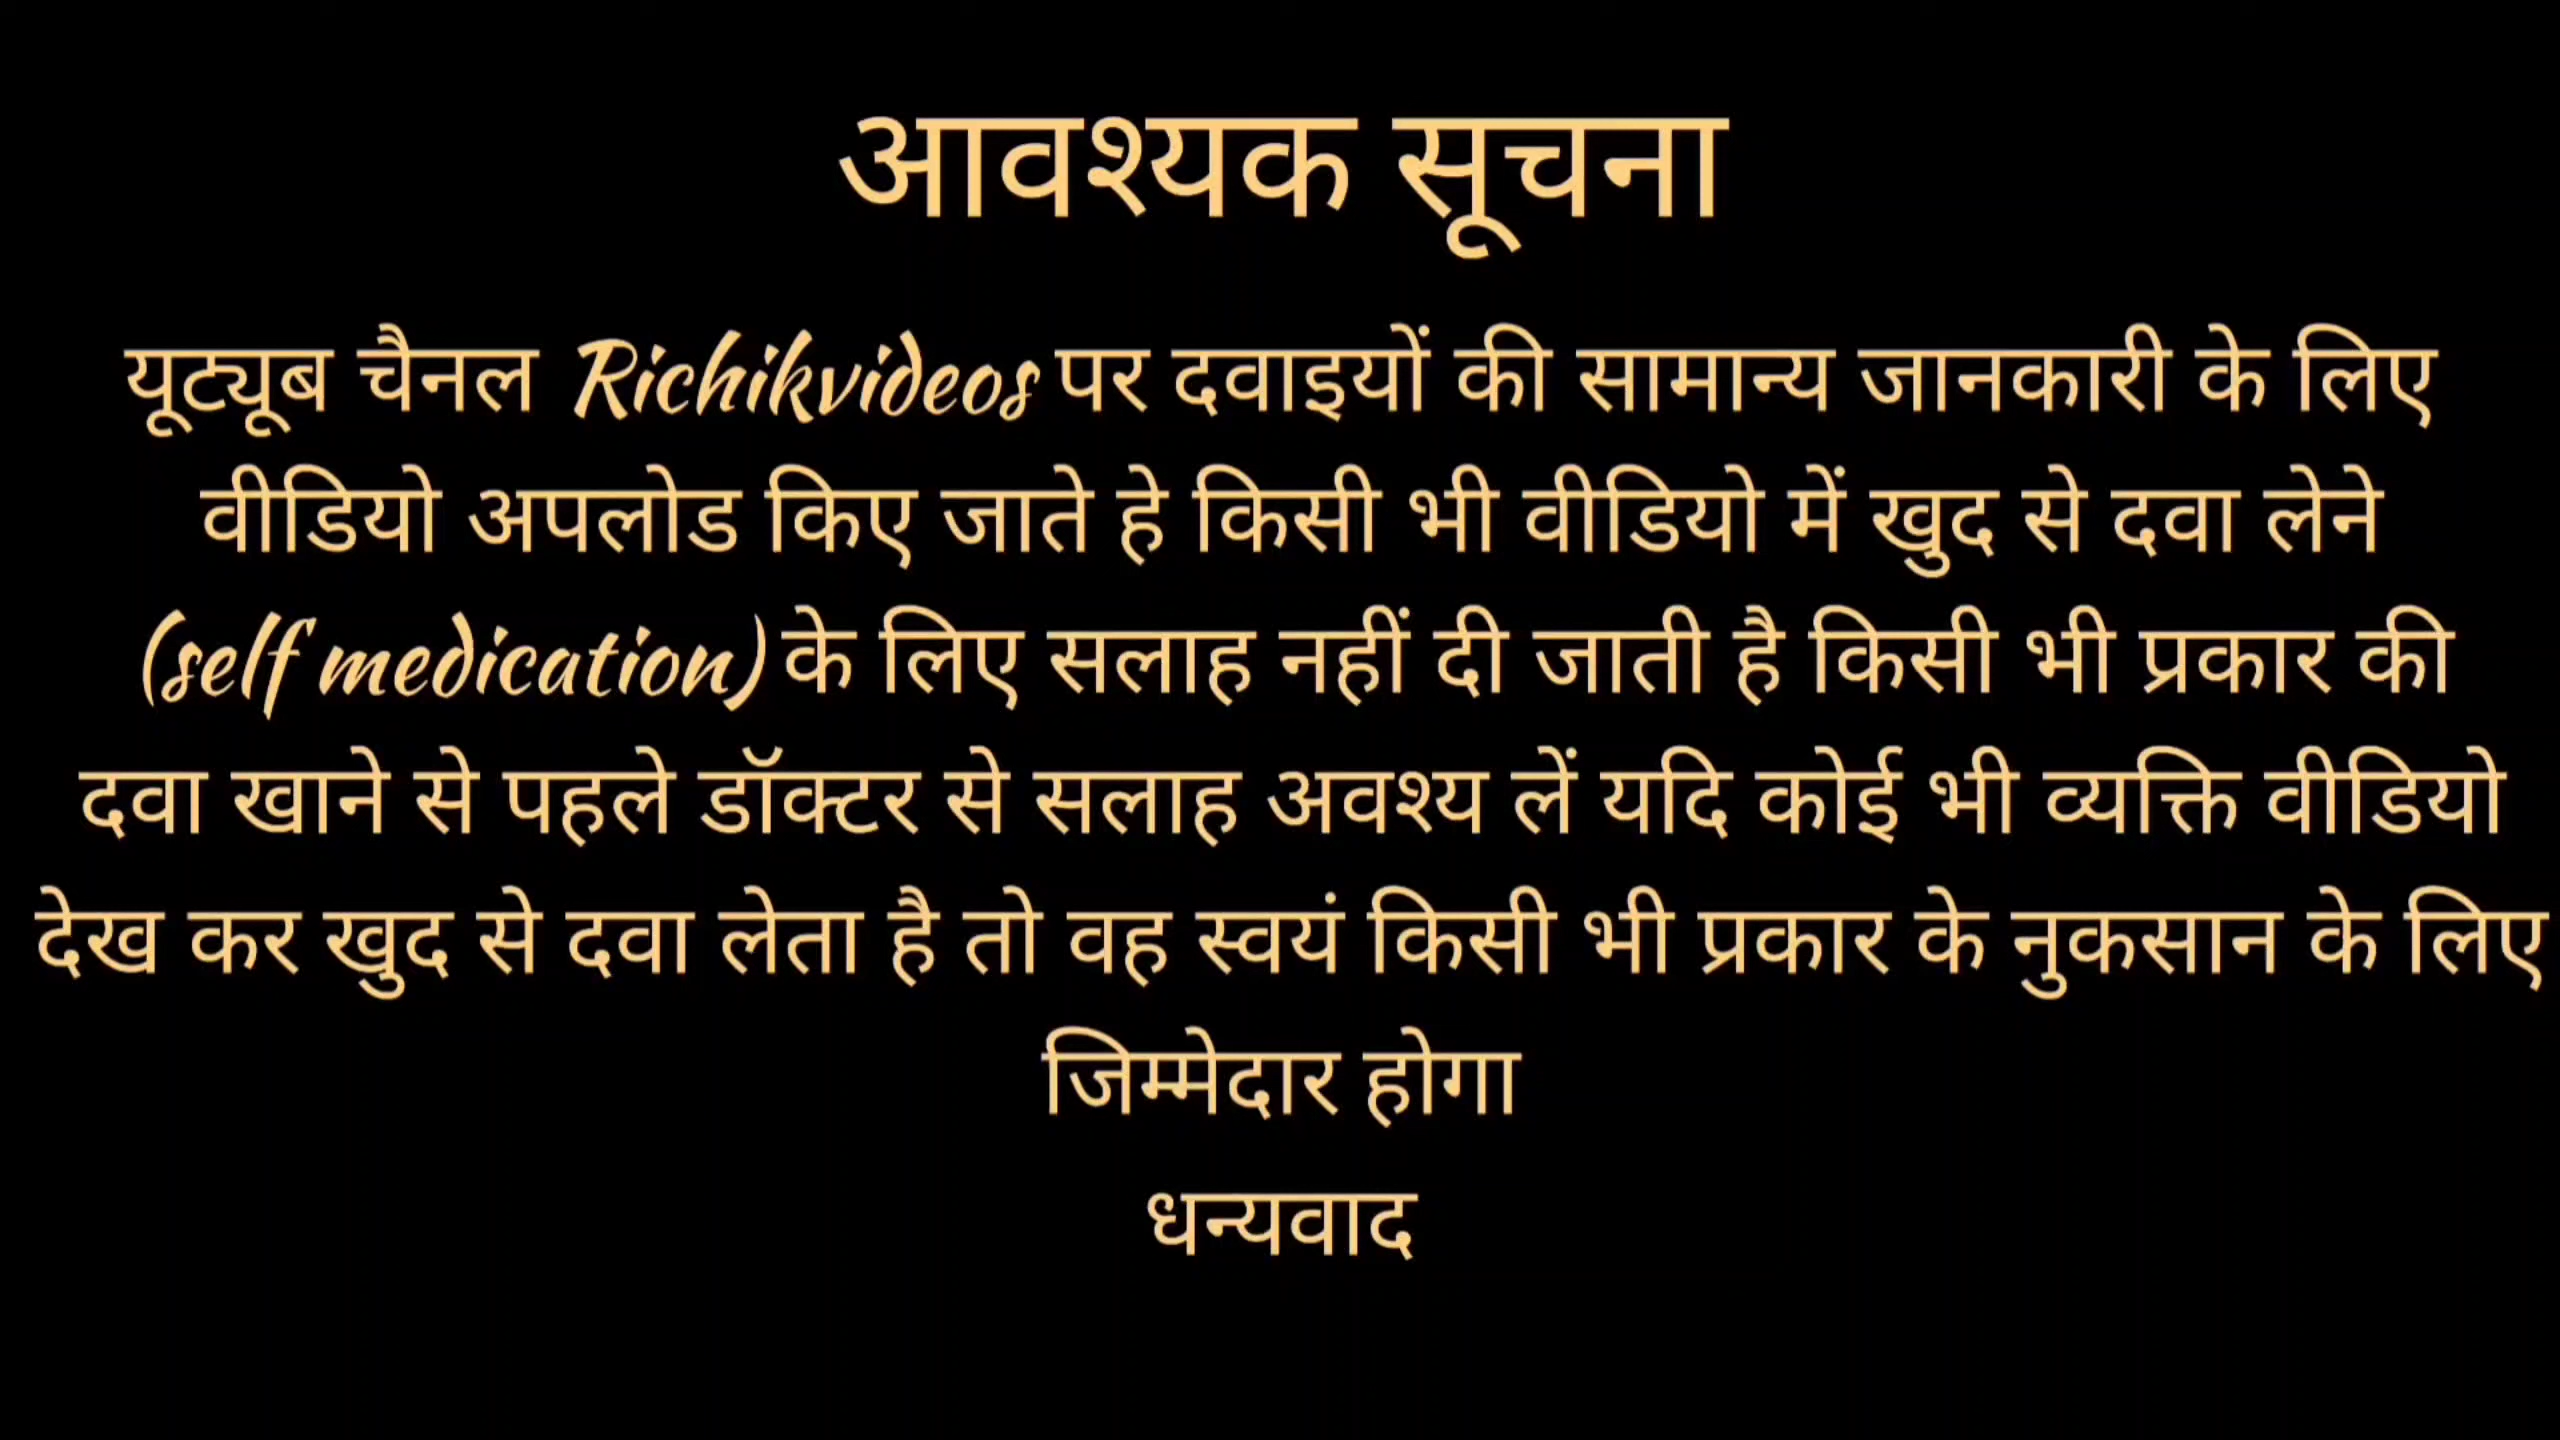 आवश्यक सूचना
यूट्यूब चैनल Richikvideos पर दवाइयों की सामान्य जानकारी के लिए
वीडियो अपलोड किए जाते हे किसी भी वीडियो में खुद से दवा लेने
(self medication) के लिए सलाह नहीं दी जाती है किसी भी प्रकार की
दवा खाने से पहले डॉक्टर से सलाह अवश्य लें यदि कोई भी व्यक्ति वीडियो
देख कर खुद से दवा लेता है तो वह स्वयं किसी भी प्रकार के नुकसान के लिए
जिम्मेदार होगा
धन्यवाद